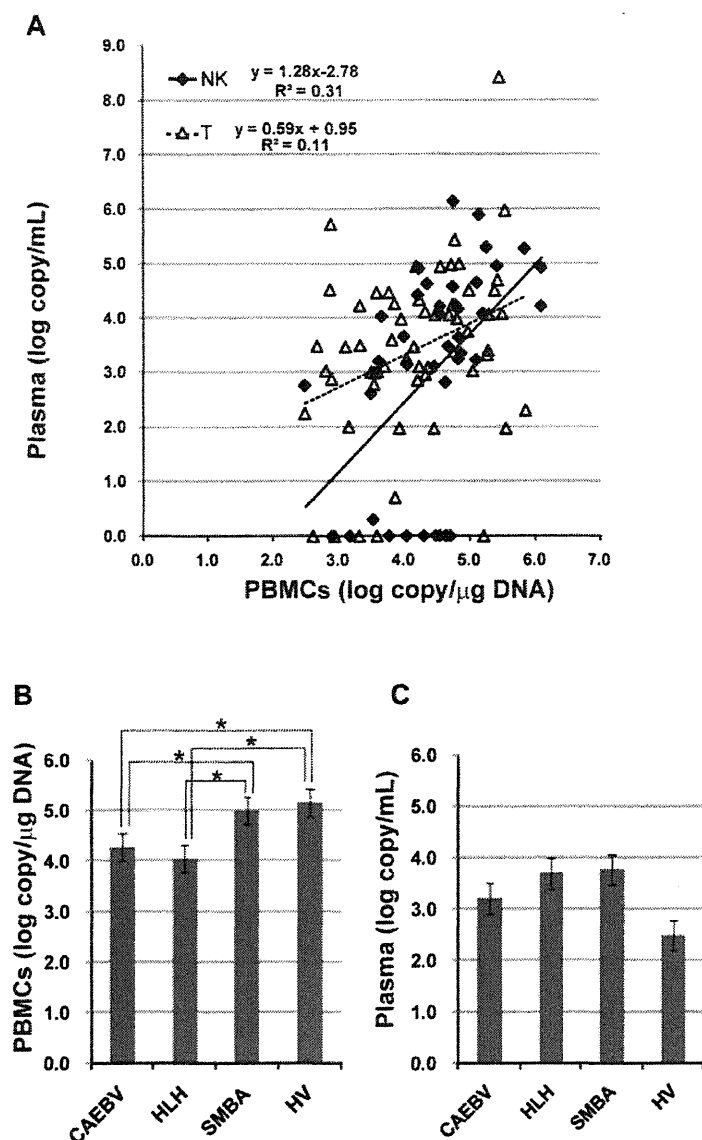 A
9.0
8.0
7.0
6.0
5.0
4.0
3.0
2.0
1.0
0.0
Plasma (log copy/mL)
NK
y = 1.28x-2.78
R² = 0.31
T
y = 0.59x + 0.95
R² = 0.11
0.0 1.0 2.0 3.0 4.0 5.0 6.0 7.0
PBMCs (log copy/μg DNA)
B
PBMCs (log copy/μg DNA)
6.0
5.0
4.0
3.0
2.0
1.0
0.0
*
*
*
*
CAEBV HLH SMBA HV
C
Plasma (log copy/mL)
6.0
5.0
4.0
3.0
2.0
1.0
0.0
CAEBV HLH SMBA HV